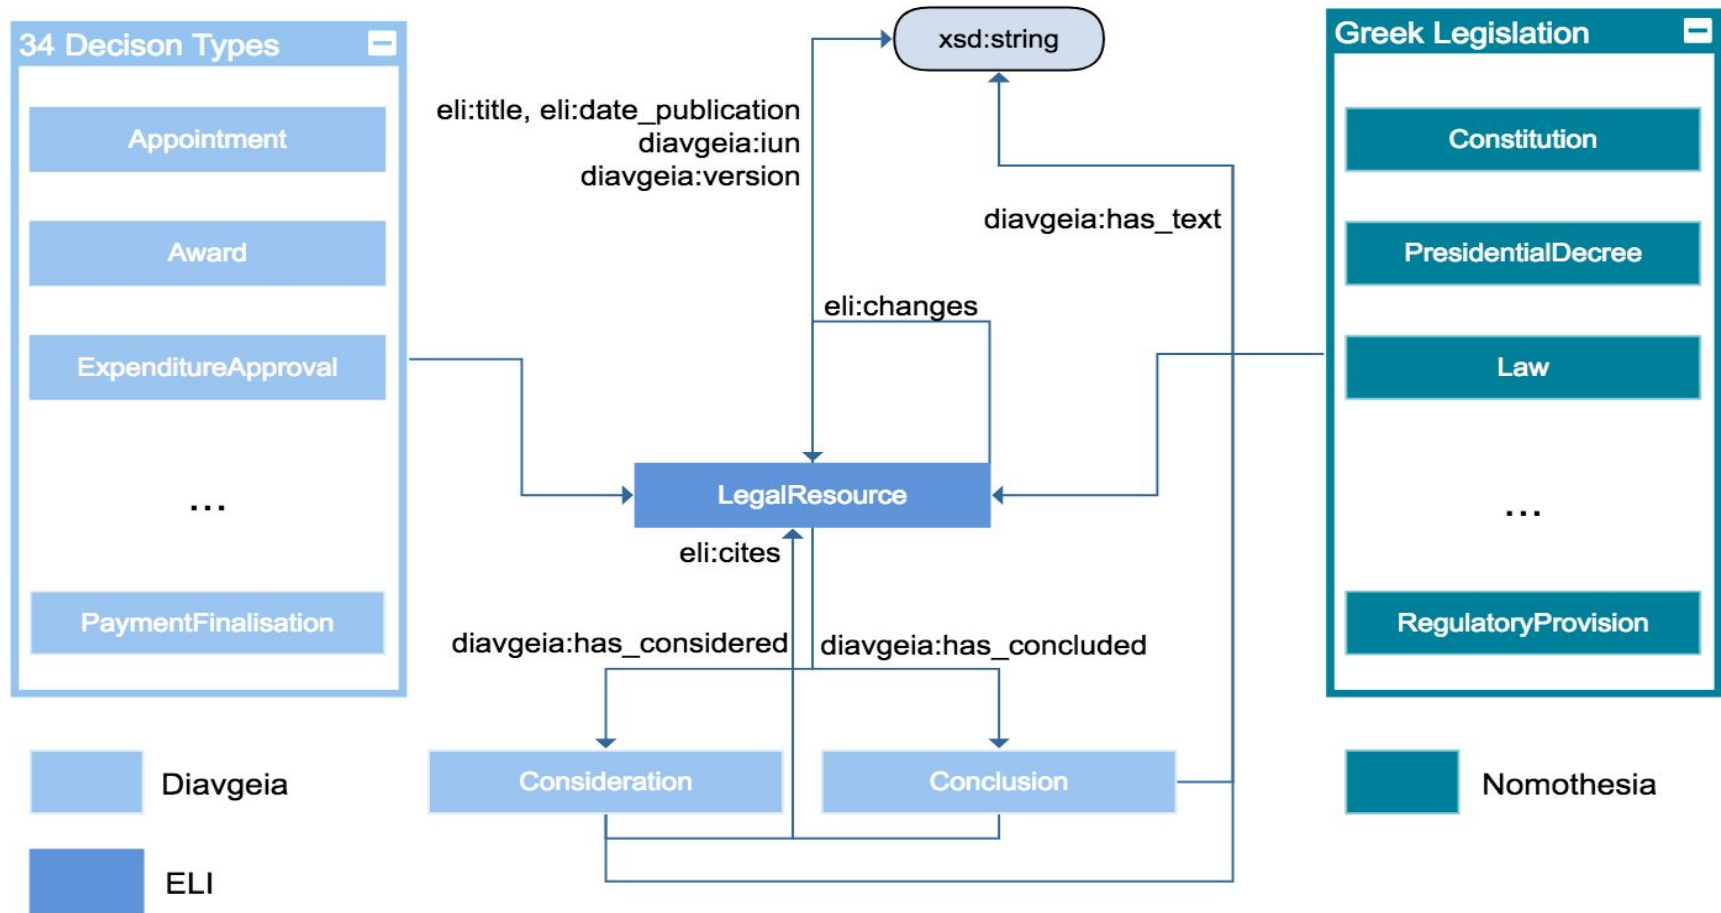 34 Decison Types
Appointment
Award
ExpenditureApproval
...
PaymentFinalisation
xsd:string
eli:title, eli:date_publication
diavgeia:iun
diavgeia:version
diavgeia:has_text
eli:changes
LegalResource
eli:cites
diavgeia:has_considered
diavgeia:has_concluded
Consideration
Conclusion
Greek Legislation
Constitution
PresidentialDecree
Law
...
RegulatoryProvision
Diavgeia
ELI
Nomothesia